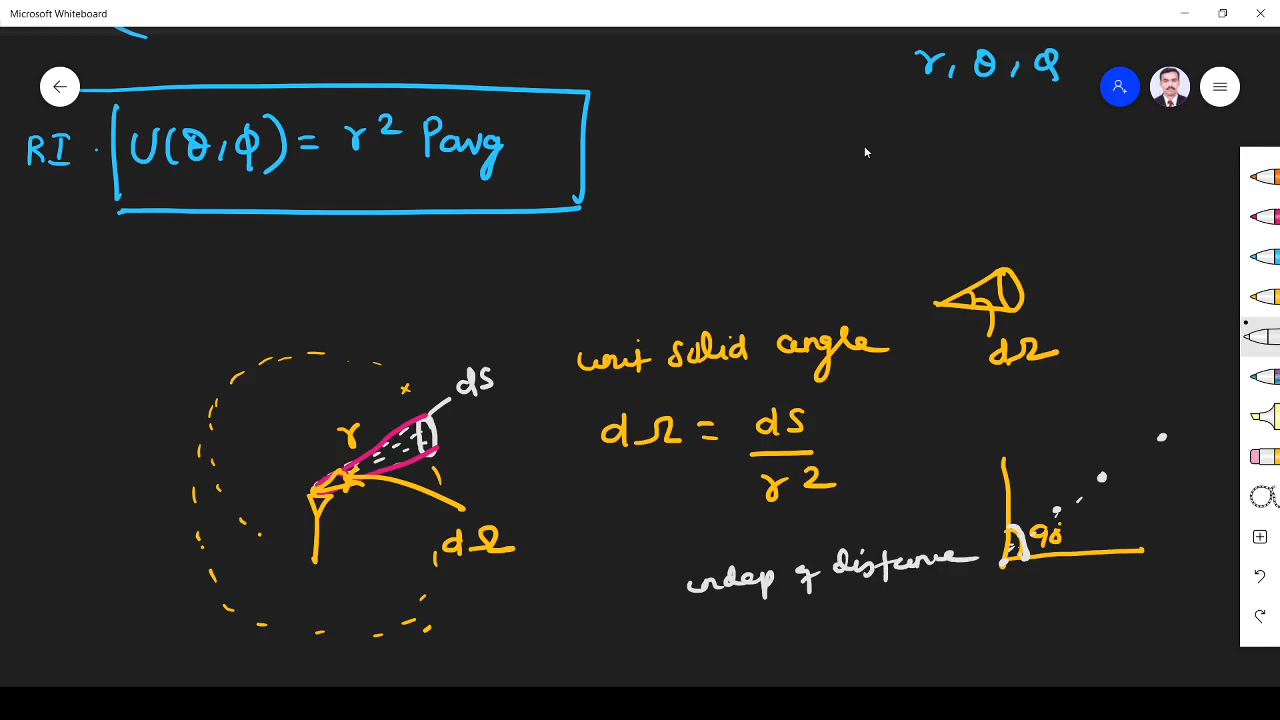 Microsoft Whiteboard
r, θ, φ
RI . U(θ, φ) = r² Pavg
unit solid angle
dΩ
dS
r
dΩ = dS / r²
90°
dΩ
indep of distance